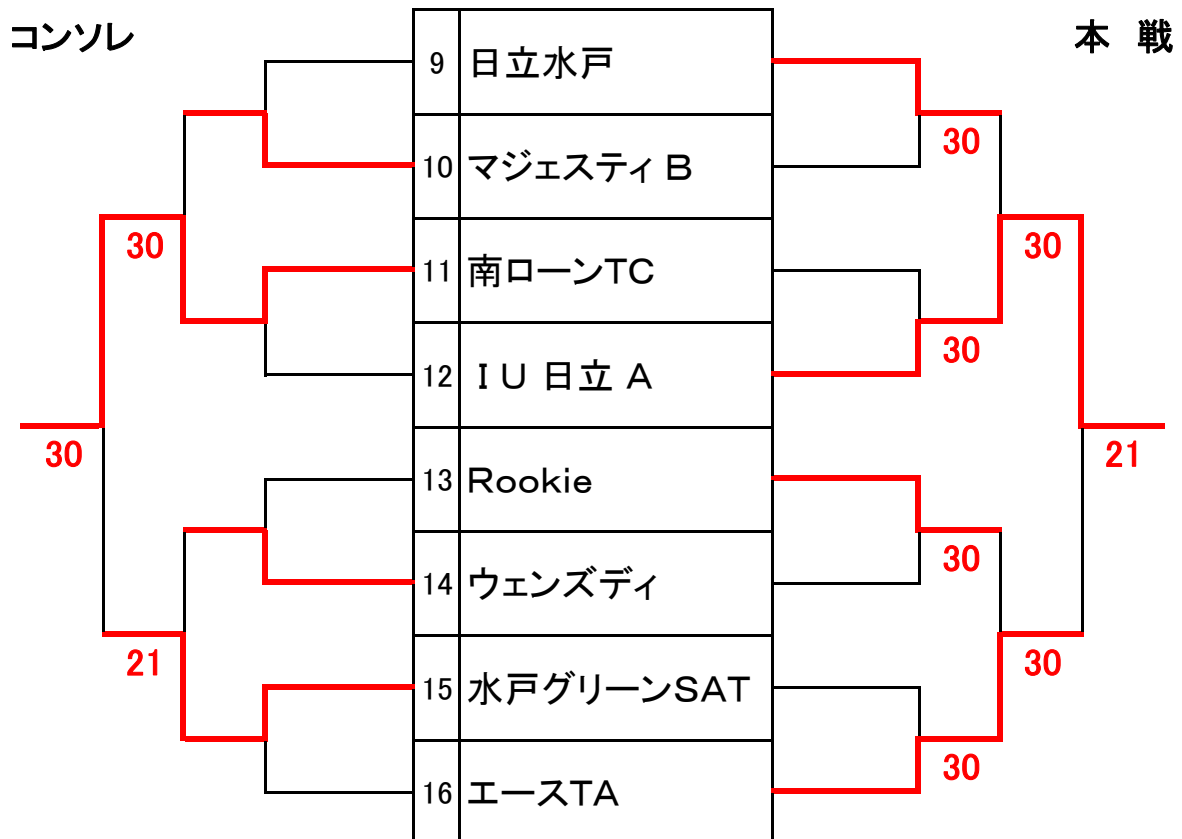 コンソレ
本 戦
9 日立水戸
30
10 マジェスティB
30 30
11 南ローンTC
30
12 IU日立 A
30 21
13 Rookie
30
14 ウェンズディ
21 30
15 水戸グリーンSAT
30
16 エースTA